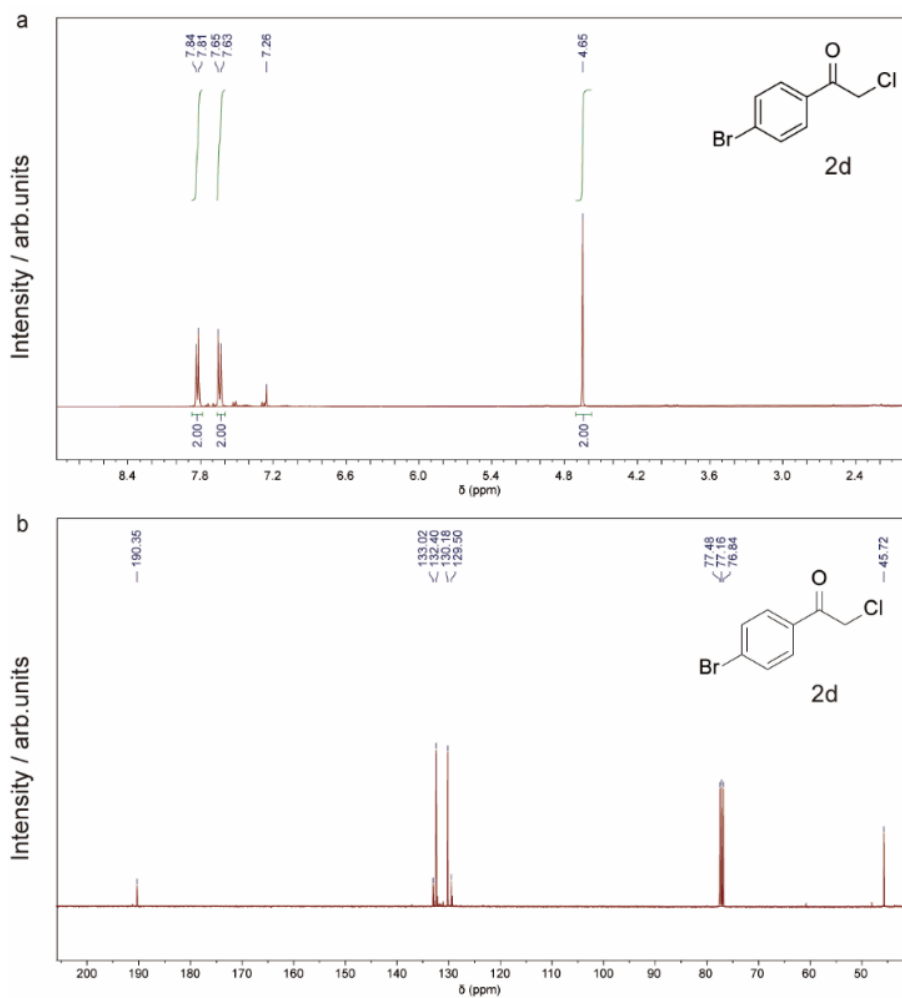 a
7.84
7.81
7.65
7.63
7.26
4.65
O
Cl
Br
2d
Intensity / arb.units
2.00
2.00
2.00
8.4 7.8 7.2 6.6 6.0 5.4 4.8 4.2 3.6 3.0 2.4
δ (ppm)
b
190.35
133.02
132.40
130.18
129.50
77.48
77.16
76.84
45.72
O
Cl
Br
2d
Intensity / arb.units
200 190 180 170 160 150 140 130 120 110 100 90 80 70 60 50
δ (ppm)